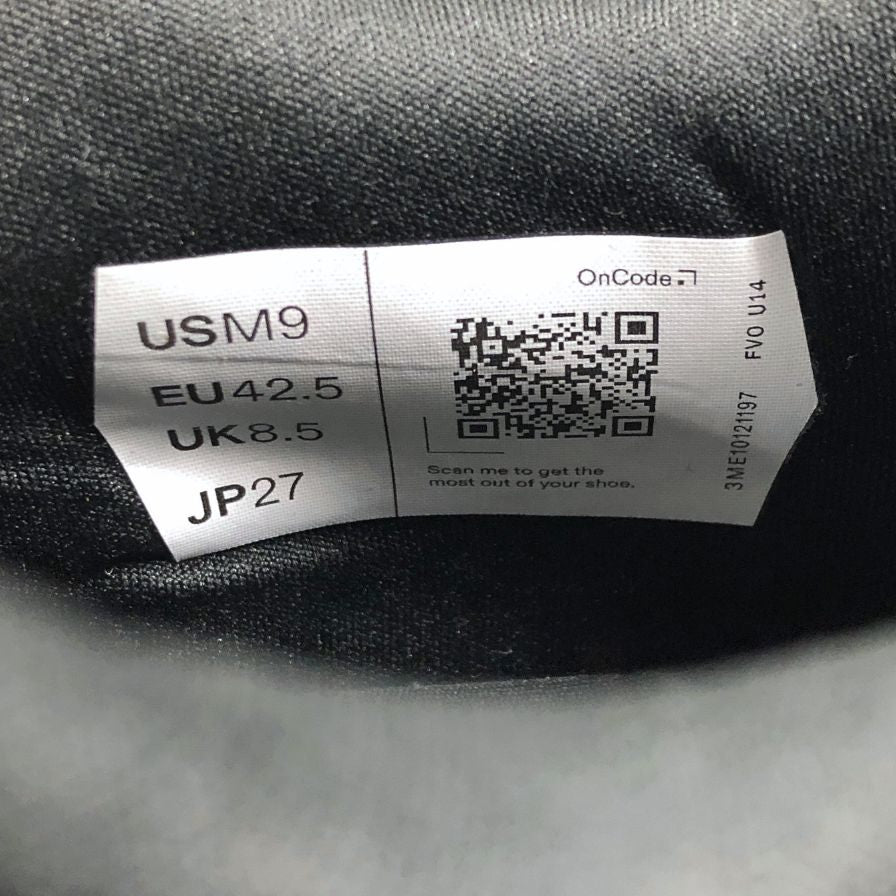 USM9
EU42.5
UK8.5
JP27
OnCode
Scan me to get the
most out of your shoe.
3ME10121197
FVO U14